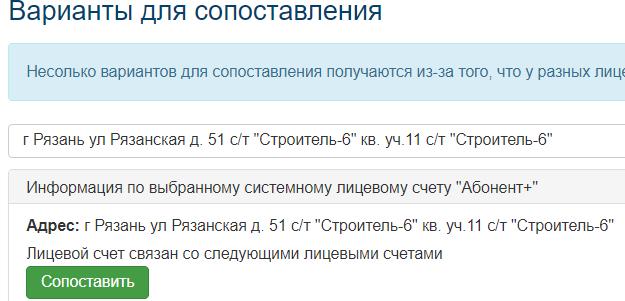 Варианты для сопоставления
Несолько вариантов для сопоставления получаются из-за того, что у разных
г Рязань ул Рязанская д. 51 с/т "Строитель-6" кв. уч.11 с/т "Строитель-6"
Информация по выбранному системному лицевому счету "Абонент+"
Адрес: г Рязань ул Рязанская д. 51 с/т "Строитель-6" кв. уч.11 с/т "Строитель-6"
Лицевой счет связан со следующими лицевыми счетами
Сопоставить